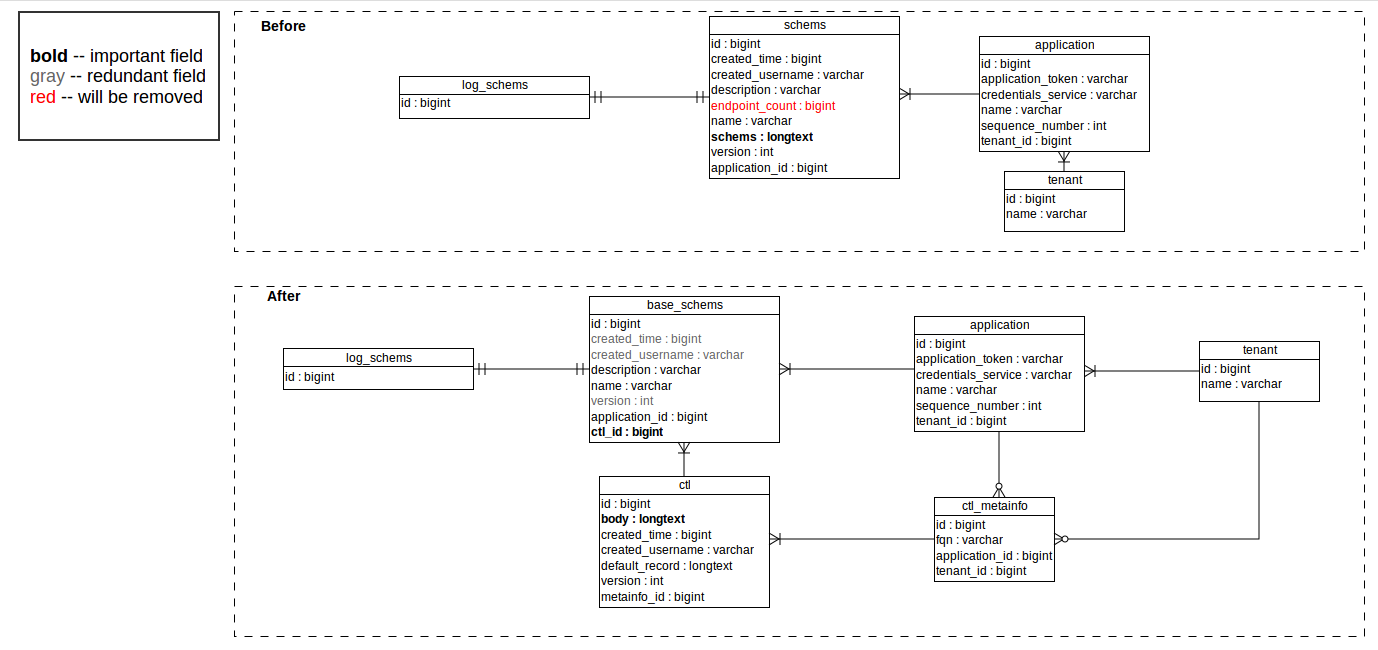 bold -- important field
gray -- redundant field
red -- will be removed
Before
log_schems
id : bigint
schems
id : bigint
created_time : bigint
created_username : varchar
description : varchar
endpoint_count : bigint
name : varchar
schems : longtext
version : int
application_id : bigint
application
id : bigint
application_token : varchar
credentials_service : varchar
name : varchar
sequence_number : int
tenant_id : bigint
tenant
id : bigint
name : varchar
After
log_schems
id : bigint
base_schems
id : bigint
created_time : bigint
created_username : varchar
description : varchar
name : varchar
version : int
application_id : bigint
ctl_id : bigint
application
id : bigint
application_token : varchar
credentials_service : varchar
name : varchar
sequence_number : int
tenant_id : bigint
tenant
id : bigint
name : varchar
ctl
id : bigint
body : longtext
created_time : bigint
created_username : varchar
default_record : longtext
version : int
metainfo_id : bigint
ctl_metainfo
id : bigint
fqn : varchar
application_id : bigint
tenant_id : bigint